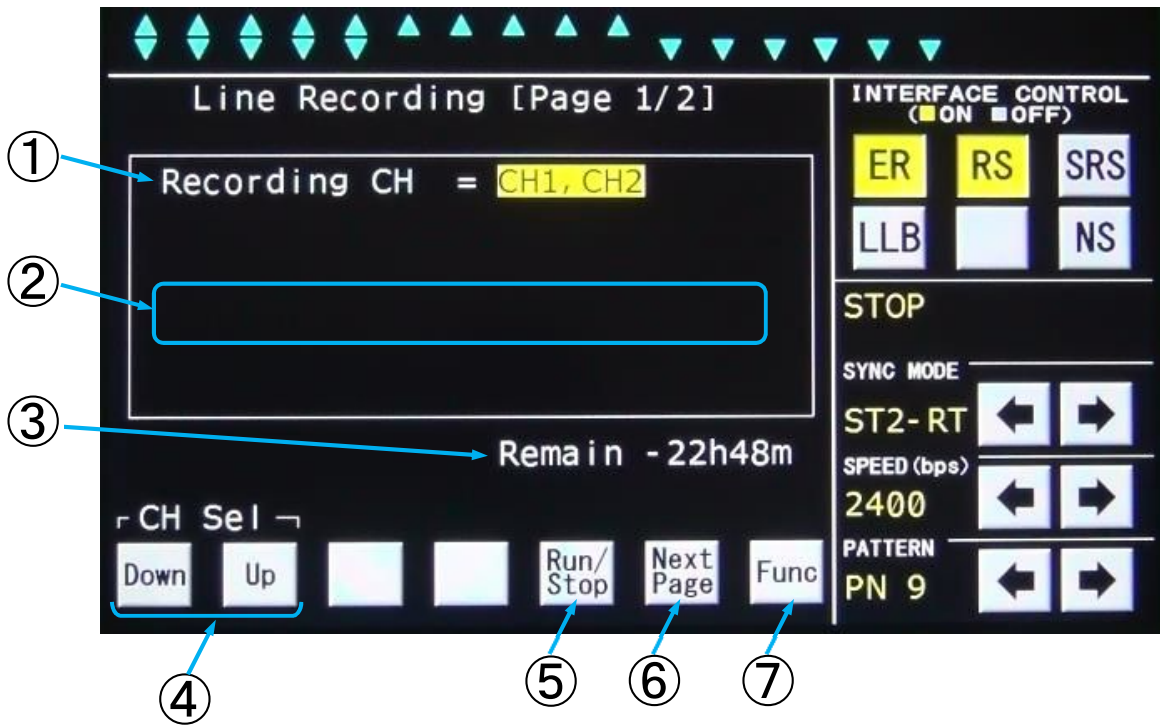 Line Recording [Page 1/2]
INTERFACE CONTROL
(■ON ■OFF)
①
Recording CH = CH1, CH2
ER RS SRS
LLB NS
②
STOP
SYNC MODE
ST2-RT
③
Remain -22h48m
SPEED(bps)
2400
CH Sel
PATTERN
PN 9
Down Up Run/Stop Next Page Func
④ ⑤ ⑥ ⑦